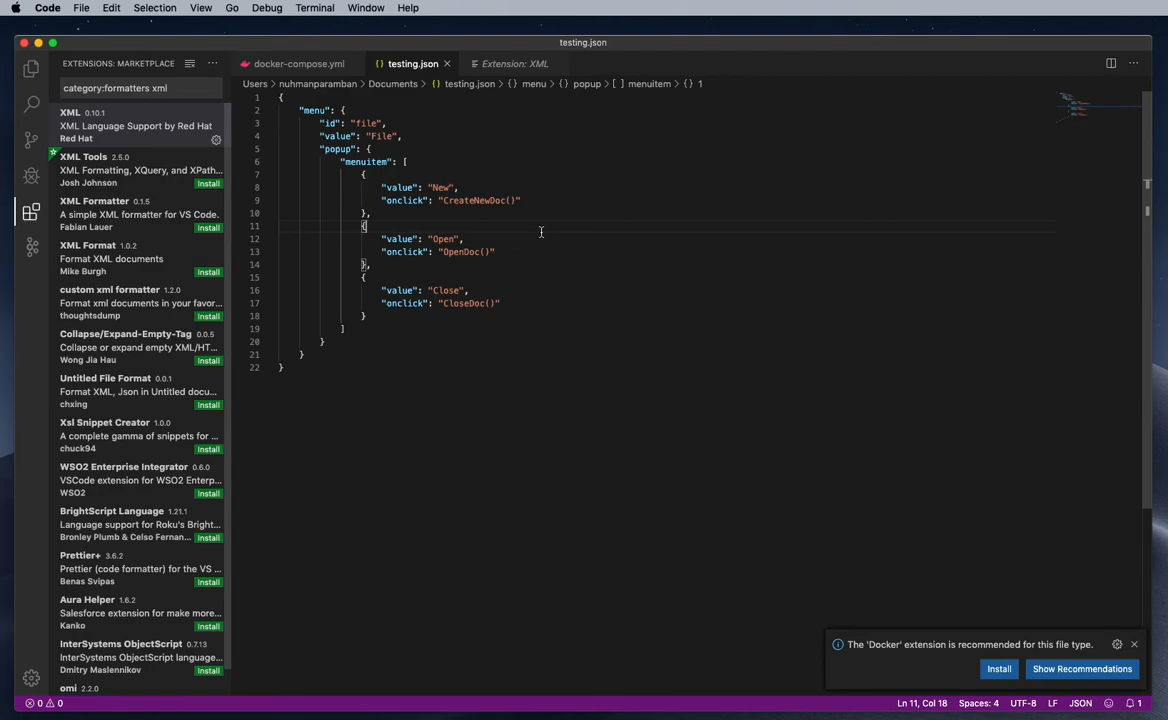 Code File Edit Selection View Go Debug Terminal Window Help
testing.json
EXTENSIONS: MARKETPLACE
category:formatters xml
XML 0.10.1
XML Language Support by Red Hat
Red Hat
XML Tools 2.5.0
XML Formatting, XQuery, and XPath...
Josh Johnson Install
XML Formatter 0.1.5
A simple XML formatter for VS Code.
Fabian Lauer Install
XML Format 1.0.2
Format XML documents
Mike Burgh Install
custom xml formatter 1.2.0
Format xml documents in your favor...
thoughtsdump Install
Collapse/Expand-Empty-Tag 0.0.5
Collapse or expand empty XML/HT...
Wong Jia Hau Install
Untitled File Format 0.0.1
Format XML, Json in Untitled docu...
chxing Install
Xsl Snippet Creator 1.0.0
A complete gamma of snippets for ...
chuck94 Install
WSO2 Enterprise Integrator 0.6.0
VSCode extension for WSO2 Enterp...
WSO2 Install
BrightScript Language 1.21.1
Language support for Roku's Bright...
Bronley Plumb & Celso Fernan... Install
Prettier+ 3.6.2
Prettier (code formatter) for the VS ...
Benas Svipas Install
Aura Helper 1.6.2
Salesforce extension for make more...
Kanko Install
InterSystems ObjectScript 0.7.13
InterSystems ObjectScript language...
Dmitry Maslennikov Install
omi 2.2.0
docker-compose.yml {} testing.json Extension: XML
Users > nuhmanparamban > Documents > {} testing.json > {} menu > {} popup > [ ] menuitem > {} 1
1 {
2 "menu": {
3 "id": "file",
4 "value": "File",
5 "popup": {
6 "menuitem": [
7 {
8 "value": "New",
9 "onclick": "CreateNewDoc()"
10 },
11 {
12 "value": "Open",
13 "onclick": "OpenDoc()"
14 },
15 {
16 "value": "Close",
17 "onclick": "CloseDoc()"
18 }
19 ]
20 }
21 }
22 }
The 'Docker' extension is recommended for this file type.
Install Show Recommendations
0 0 Ln 11, Col 18 Spaces: 4 UTF-8 LF JSON 1